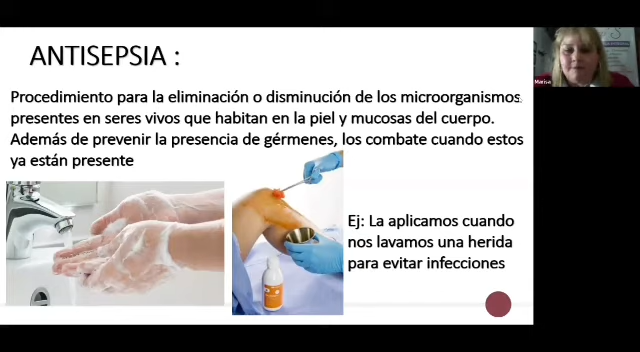 ANTISEPSIA :
Procedimiento para la eliminación o disminución de los microorganismos
presentes en seres vivos que habitan en la piel y mucosas del cuerpo.
Además de prevenir la presencia de gérmenes, los combate cuando estos
ya están presente
Ej: La aplicamos cuando
nos lavamos una herida
para evitar infecciones
Marisa